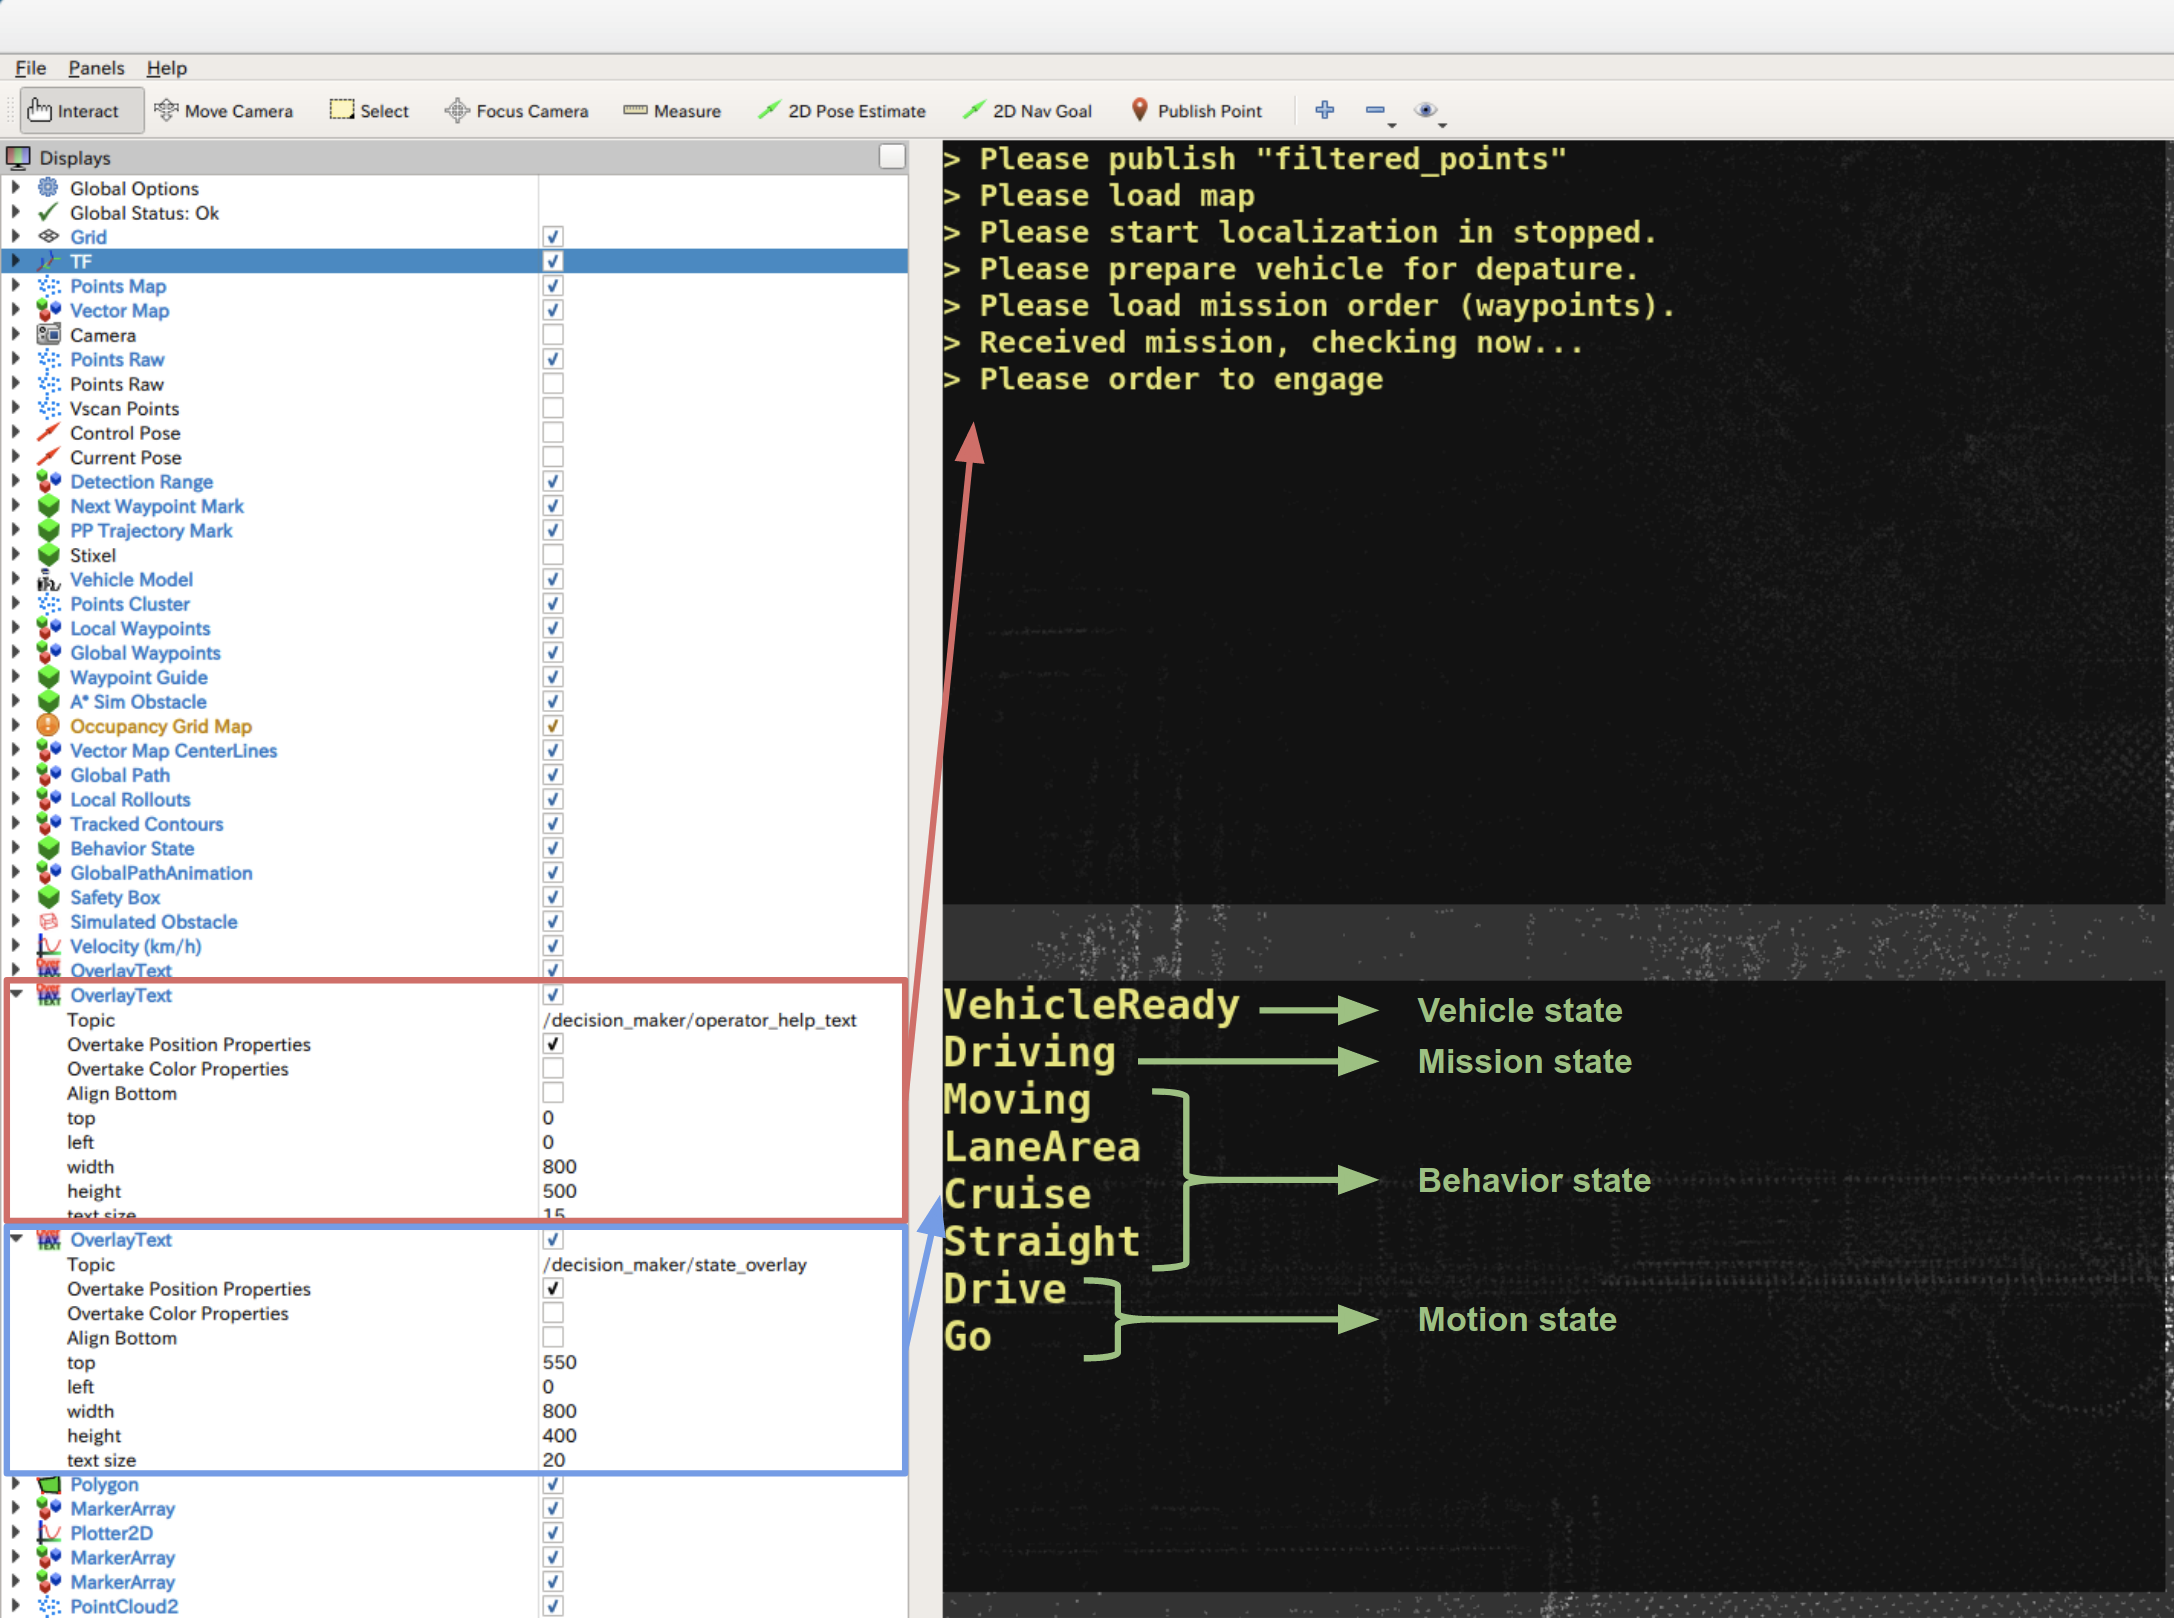 File Panels Help
Interact Move Camera Select Focus Camera Measure 2D Pose Estimate 2D Nav Goal Publish Point
Displays
Global Options
Global Status: Ok
Grid
TF
Points Map
Vector Map
Camera
Points Raw
Points Raw
Vscan Points
Control Pose
Current Pose
Detection Range
Next Waypoint Mark
PP Trajectory Mark
Stixel
Vehicle Model
Points Cluster
Local Waypoints
Global Waypoints
Waypoint Guide
A* Sim Obstacle
Occupancy Grid Map
Vector Map CenterLines
Global Path
Local Rollouts
Tracked Contours
Behavior State
GlobalPathAnimation
Safety Box
Simulated Obstacle
Velocity (km/h)
OverlayText
OverlayText
Topic /decision_maker/operator_help_text
Overtake Position Properties
Overtake Color Properties
Align Bottom
top 0
left 0
width 800
height 500
text size 15
OverlayText
Topic /decision_maker/state_overlay
Overtake Position Properties
Overtake Color Properties
Align Bottom
top 550
left 0
width 800
height 400
text size 20
Polygon
MarkerArray
Plotter2D
MarkerArray
MarkerArray
PointCloud2
> Please publish "filtered_points"
> Please load map
> Please start localization in stopped.
> Please prepare vehicle for depature.
> Please load mission order (waypoints).
> Received mission, checking now...
> Please order to engage
VehicleReady Vehicle state
Driving Mission state
Moving
LaneArea
Cruise
Straight
Behavior state
Drive
Go
Motion state